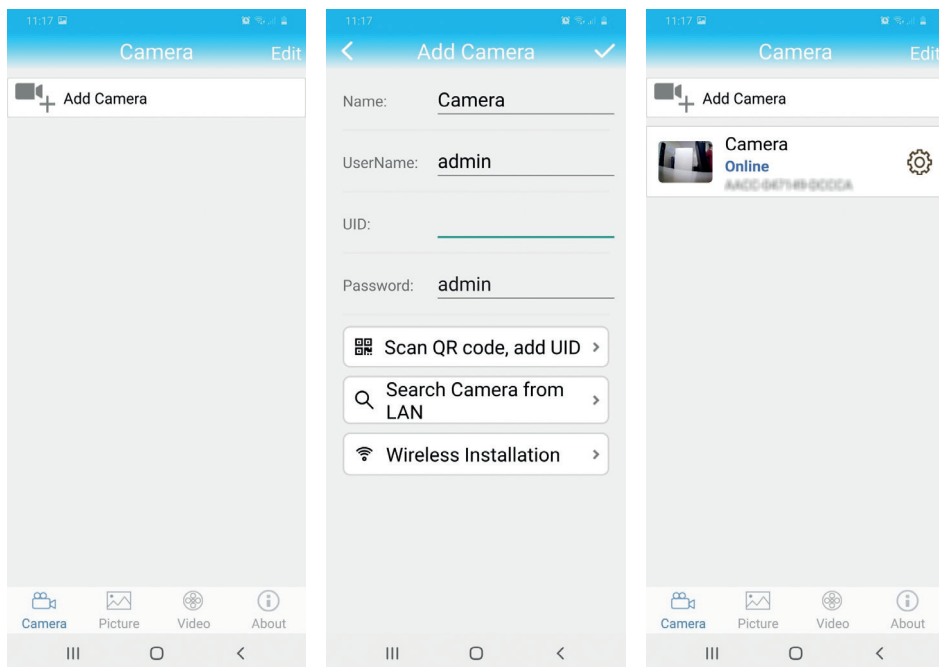 11:17
Camera
Edit
Add Camera
Camera
Picture
Video
About
11:17
Add Camera
Name:
Camera
UserName:
admin
UID:
Password:
admin
Scan QR code, add UID
Search Camera from
LAN
Wireless Installation
11:17
Camera
Edit
Add Camera
Camera
Online
Camera
Picture
Video
About